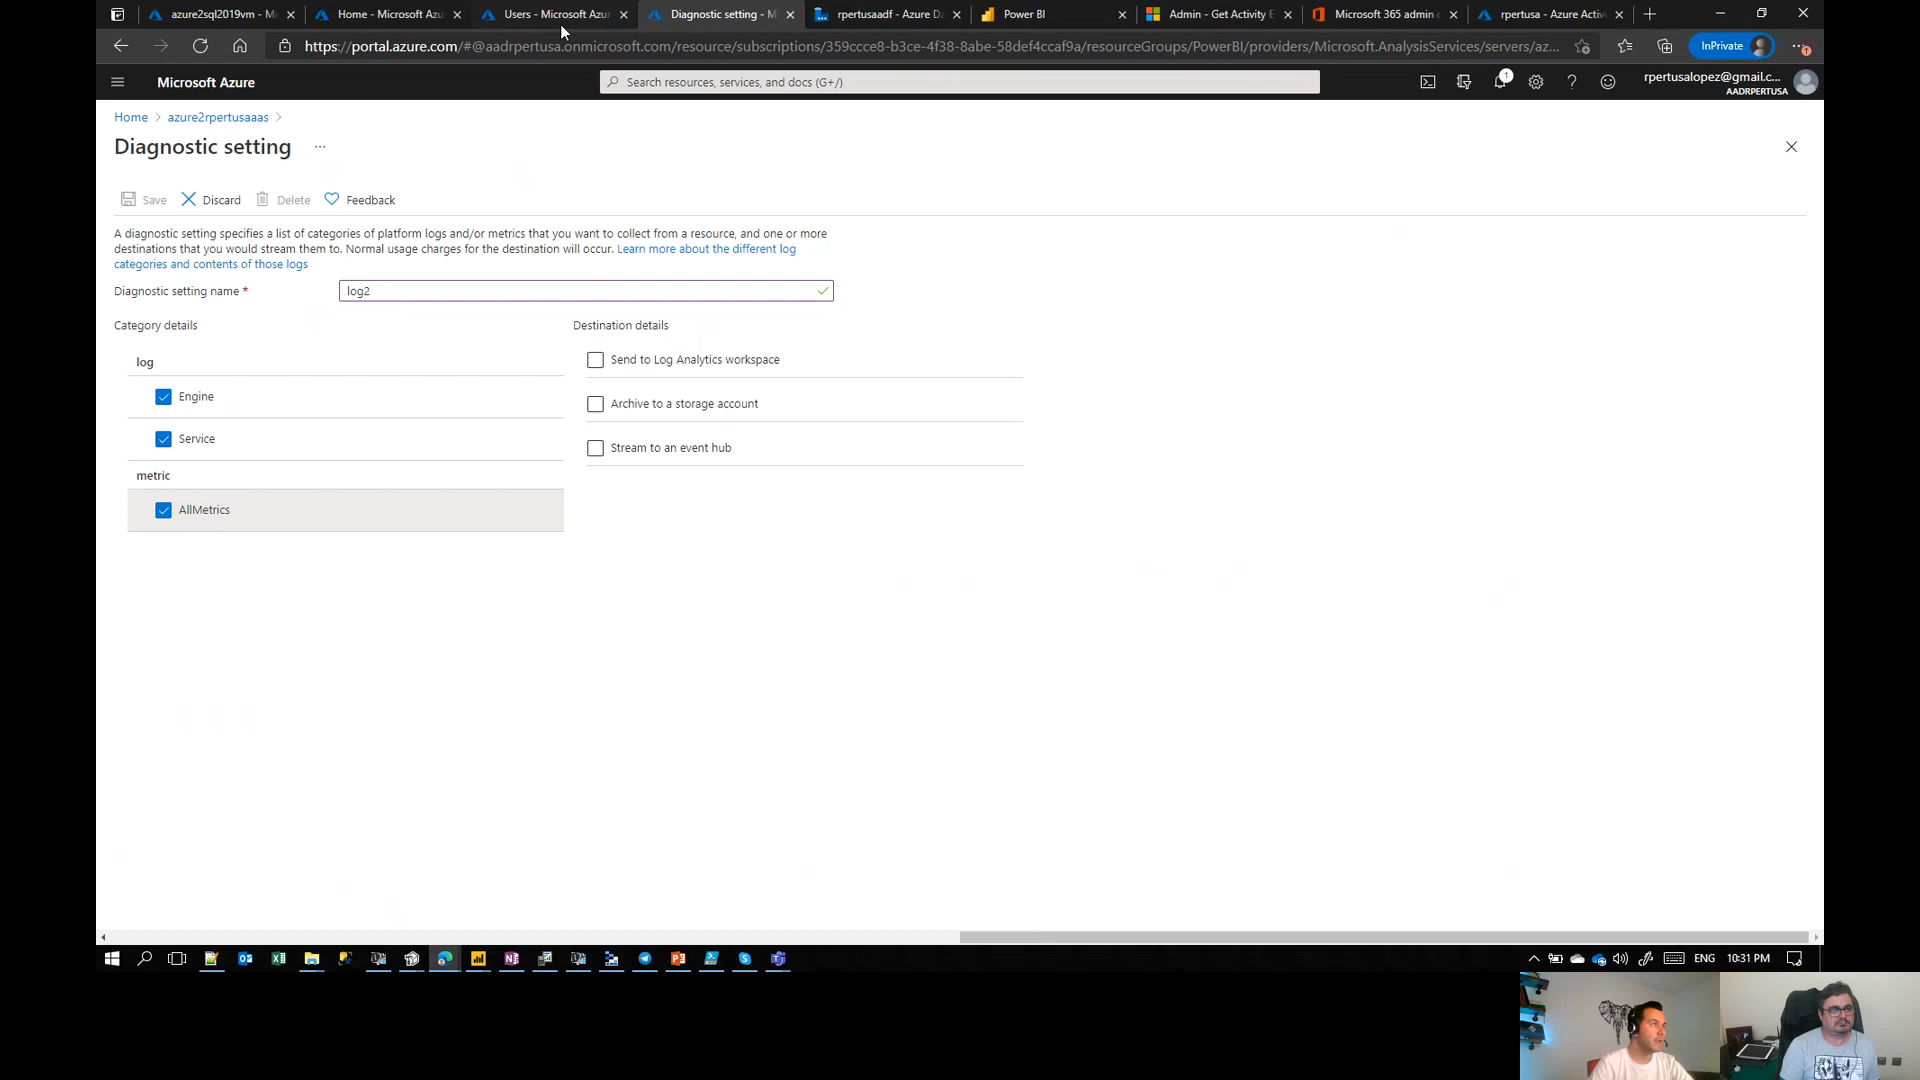 azure2sql2019vm - Mi
Home - Microsoft Azu
Users - Microsoft Azur
Diagnostic setting - M
rpertusaadf - Azure Da
Power BI
Admin - Get Activity E
Microsoft 365 admin c
rpertusa - Azure Active
https://portal.azure.com/#@aadrpertusa.onmicrosoft.com/resource/subscriptions/359ccce8-b3ce-4f38-8abe-58def4ccaf9a/resourceGroups/PowerBI/providers/Microsoft.AnalysisServices/servers/az...
InPrivate
Microsoft Azure
Search resources, services, and docs (G+/)
1
rpertusalopez@gmail.c...
AADRPERTUSA
Home > azure2rpertusaaas >
Diagnostic setting ...
Save Discard Delete Feedback
A diagnostic setting specifies a list of categories of platform logs and/or metrics that you want to collect from a resource, and one or more
destinations that you would stream them to. Normal usage charges for the destination will occur. Learn more about the different log
categories and contents of those logs
Diagnostic setting name *
log2
Category details
Destination details
log
Send to Log Analytics workspace
Engine
Archive to a storage account
Service
Stream to an event hub
metric
AllMetrics
ENG 10:31 PM